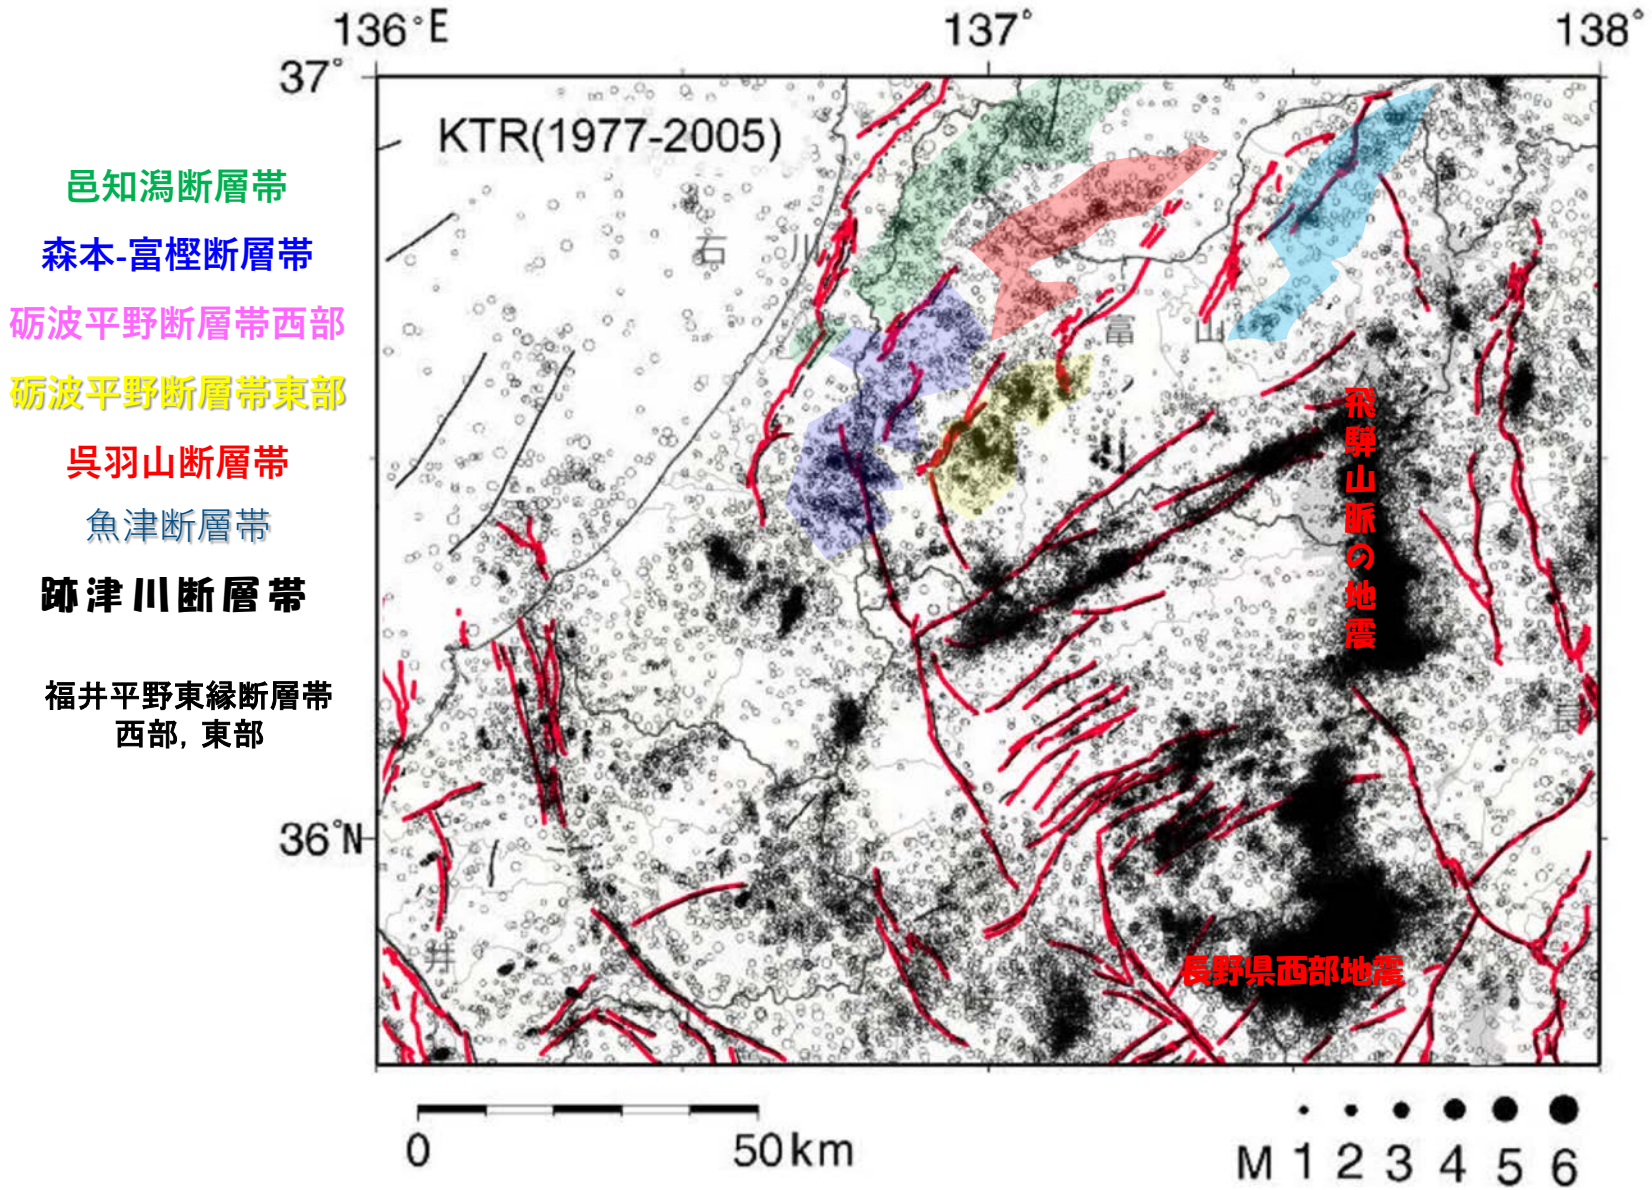 136°E
137°
138°
37°
KTR(1977-2005)
邑知潟断層帯
森本-富樫断層帯
砺波平野断層帯西部
砺波平野断層帯東部
呉羽山断層帯
魚津断層帯
跡津川断層帯
福井平野東縁断層帯
西部，東部
石 川
富 山
飛騨山脈の地震
36°N
井
長野県西部地震
0 50km
M 1 2 3 4 5 6